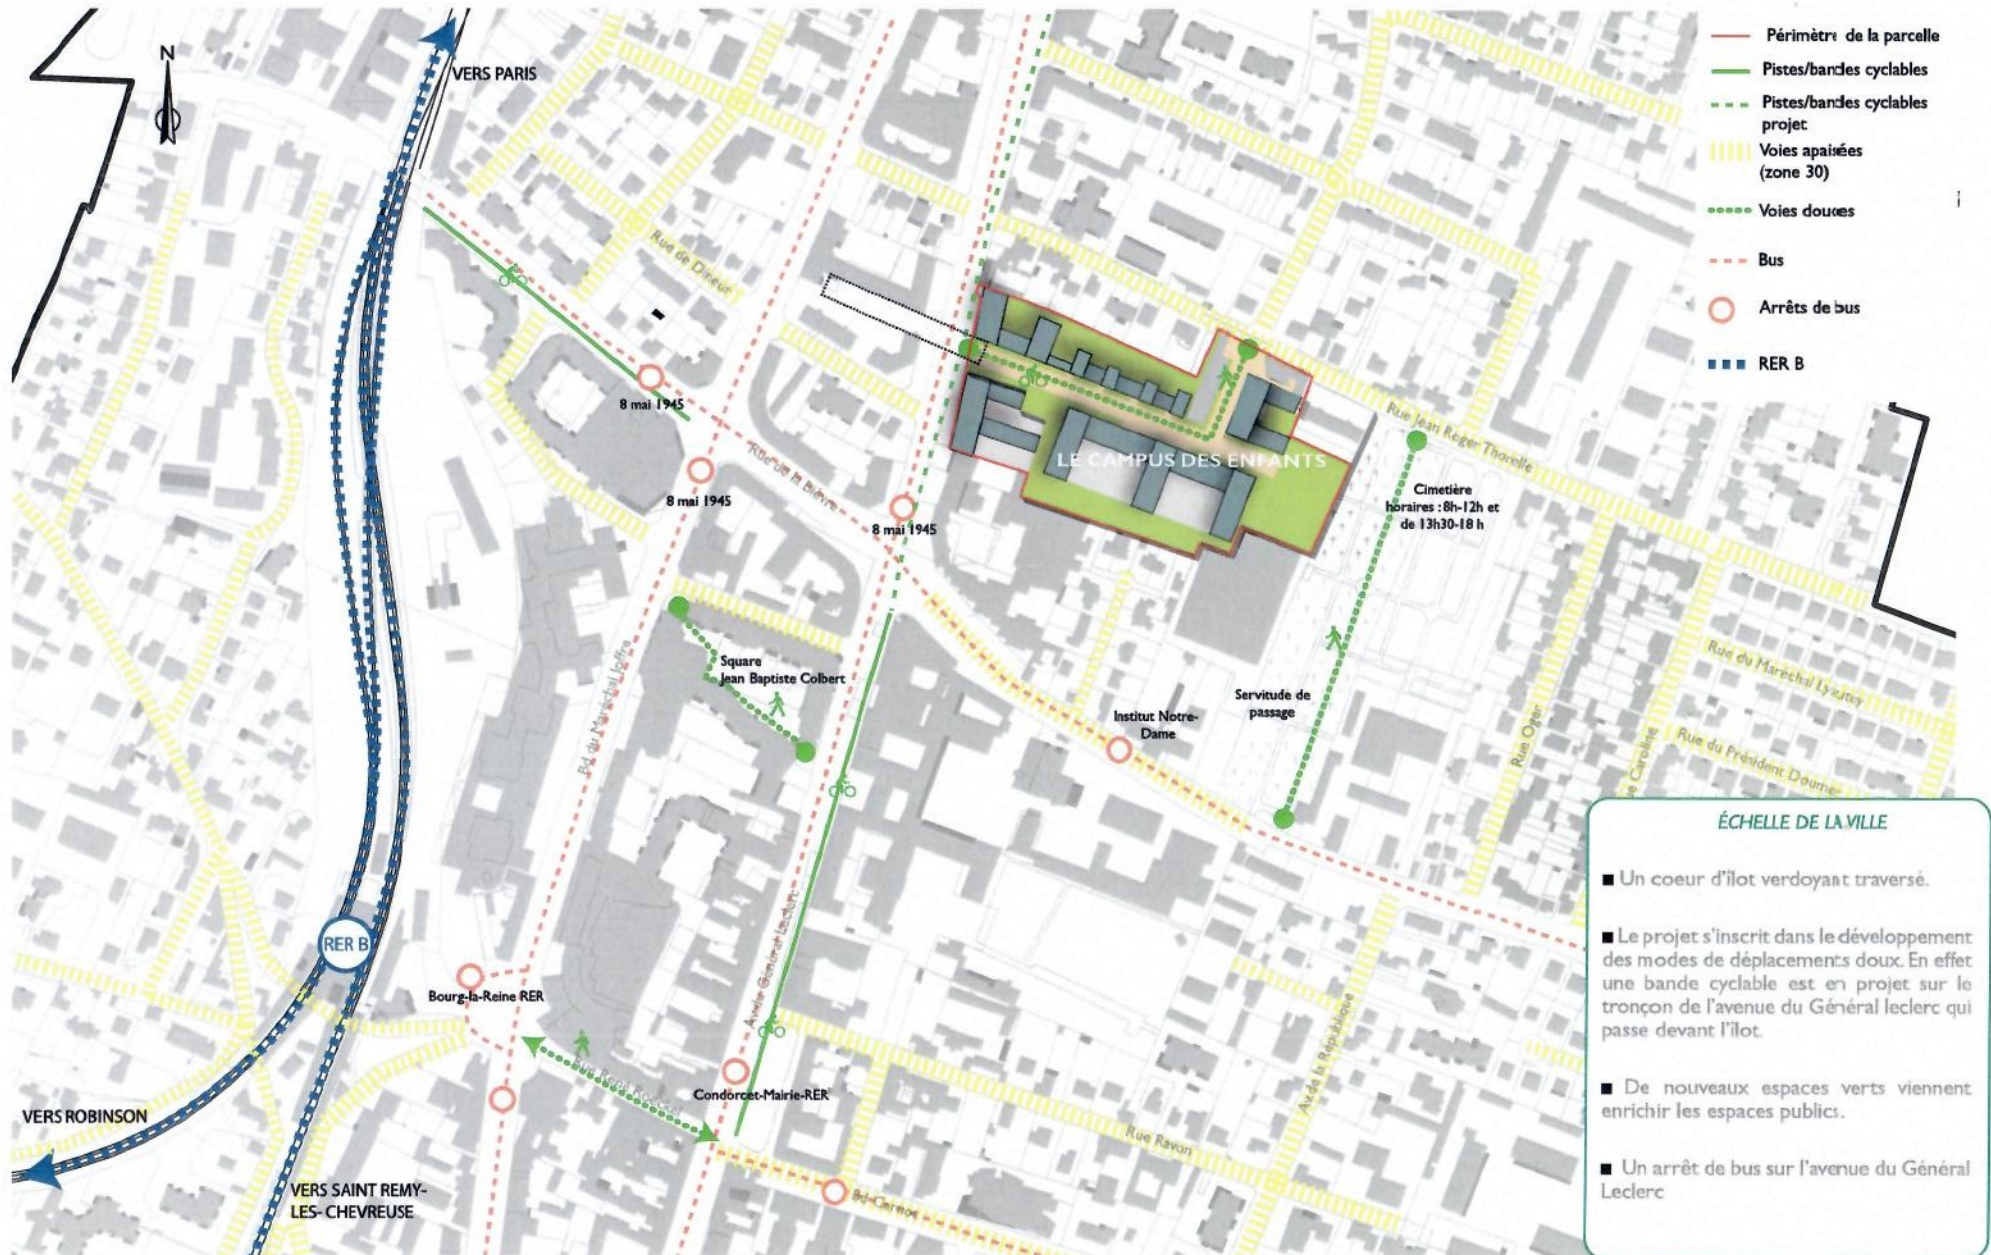 N
VERS PARIS
Périmètre de la parcelle
Pistes/bandes cyclables
Pistes/bandes cyclables
projet
Voies apaisées
(zone 30)
Voies douces
Bus
Arrêts de bus
RER B
Rue de Dineur
8 mai 1945
8 mai 1945
8 mai 1945
Rue de la Bièvre
LE CAMPUS DES ENFANTS
Rue Jean Roger Thorelle
Cimetière
horaires : 8h-12h et
de 13h30-18 h
Square
Jean Baptiste Colbert
Bd du Maréchal Joffre
Servitude de
passage
Institut Notre-
Dame
Rue Oger
Caroline
Rue du Maréchal Lyautey
Rue du Président Doumer
RER B
Bourg-la-Reine RER
Général Leclerc
Condorcet-Mairie-RER
Av de la République
Rue Ravon
Bd Carnot
VERS ROBINSON
VERS SAINT REMY-
LES- CHEVREUSE
ÉCHELLE DE LA VILLE
■ Un coeur d'îlot verdoyant traversé.
■ Le projet s'inscrit dans le développement
des modes de déplacements doux. En effet
une bande cyclable est en projet sur le
tronçon de l'avenue du Général leclerc qui
passe devant l'îlot.
■ De nouveaux espaces verts viennent
enrichir les espaces publics.
■ Un arrêt de bus sur l'avenue du Général
Leclerc